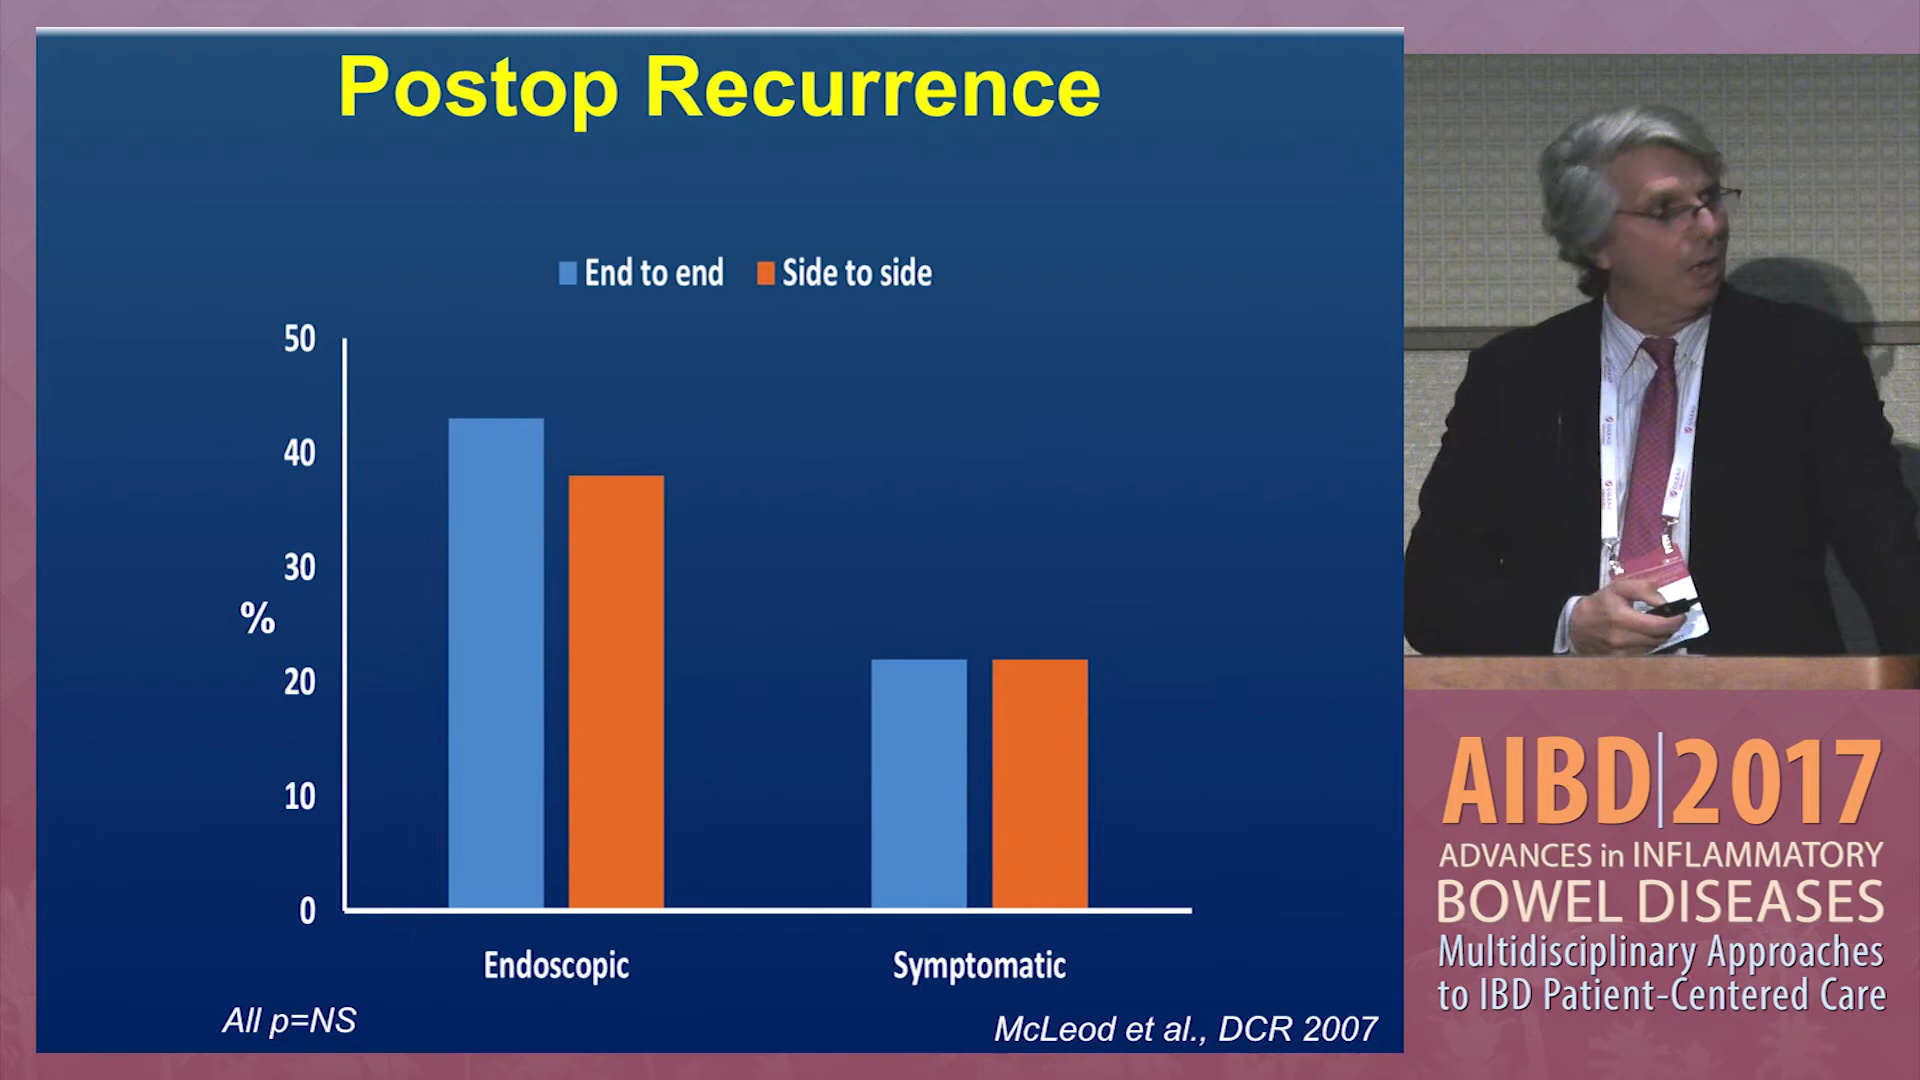 Postop Recurrence
End to end Side to side
50
40
30
%
20
10
0
Endoscopic Symptomatic
All p=NS
McLeod et al., DCR 2007
AIBD|2017
ADVANCES in INFLAMMATORY
BOWEL DISEASES
Multidisciplinary Approaches
to IBD Patient-Centered Care